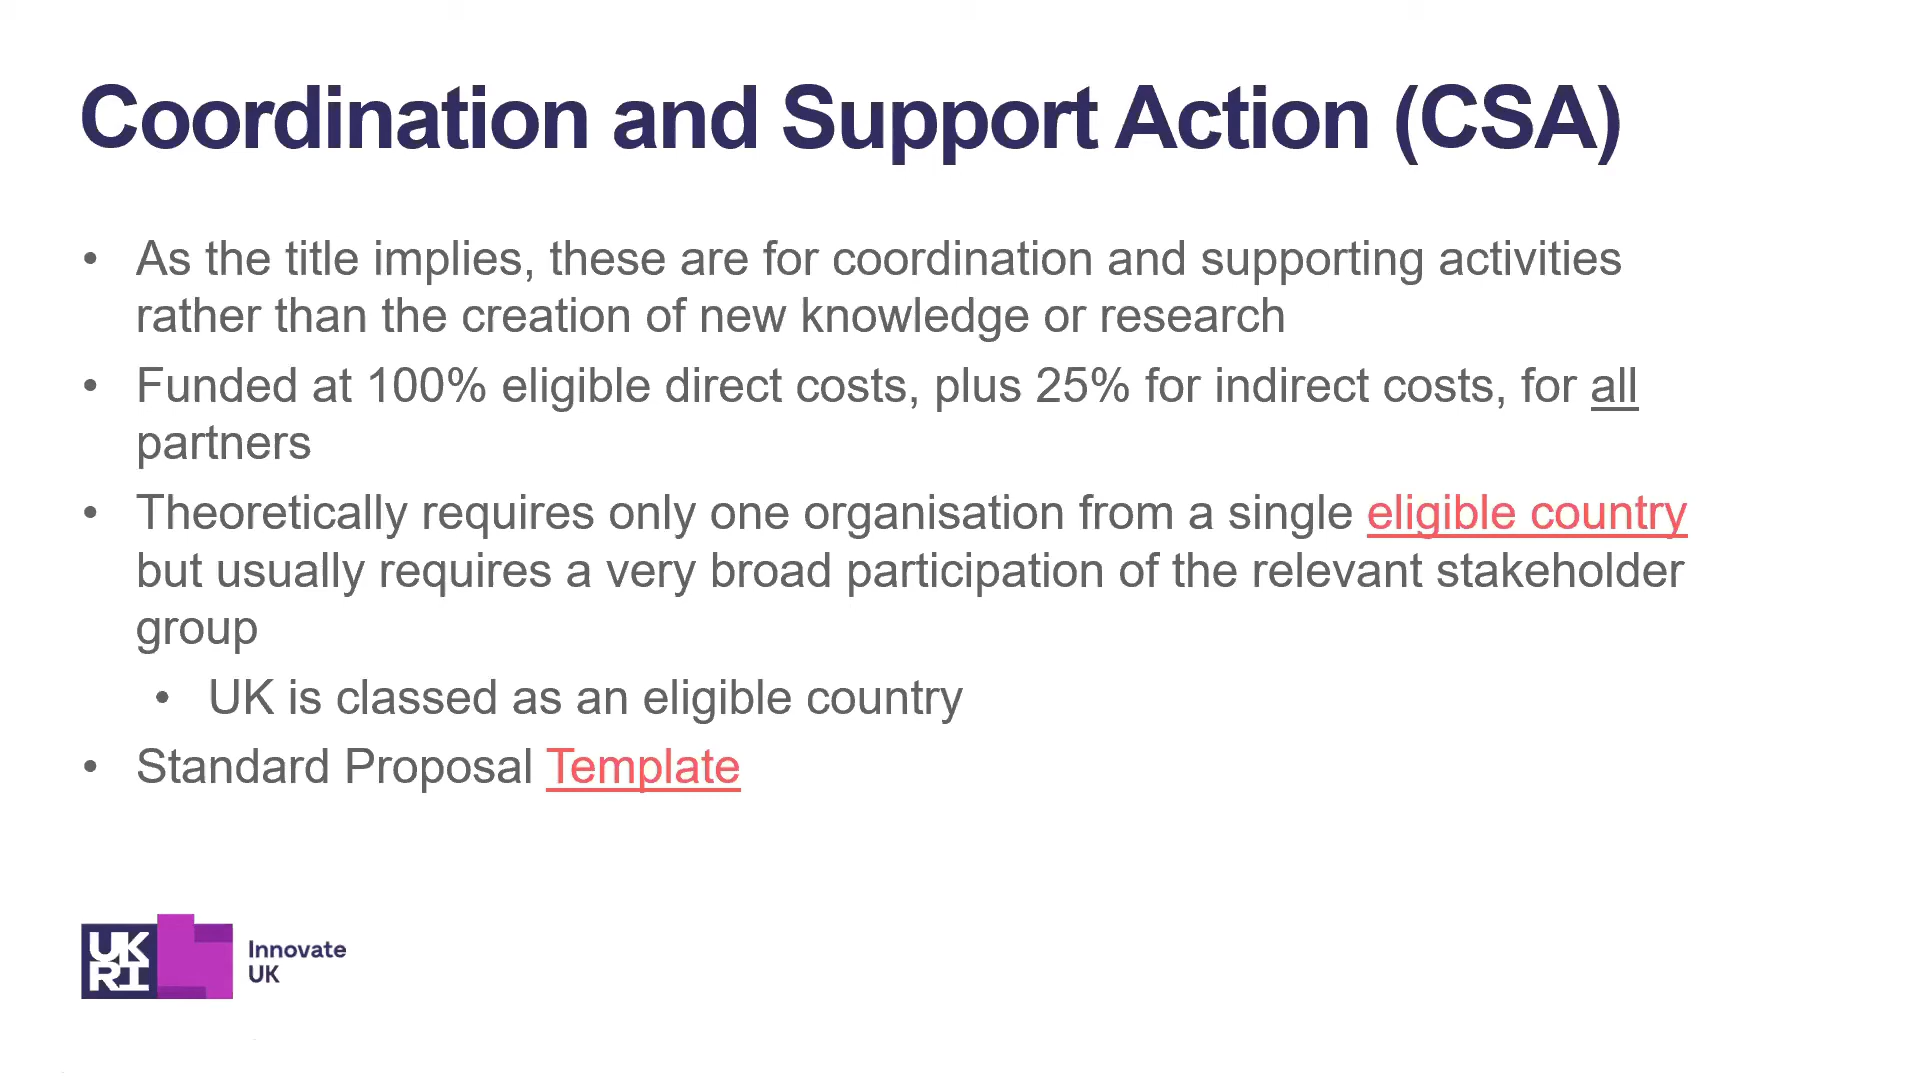 Coordination and Support Action (CSA)
• As the title implies, these are for coordination and supporting activities
rather than the creation of new knowledge or research
• Funded at 100% eligible direct costs, plus 25% for indirect costs, for all
partners
• Theoretically requires only one organisation from a single eligible country
but usually requires a very broad participation of the relevant stakeholder
group
• UK is classed as an eligible country
• Standard Proposal Template
UK
RI
Innovate
UK